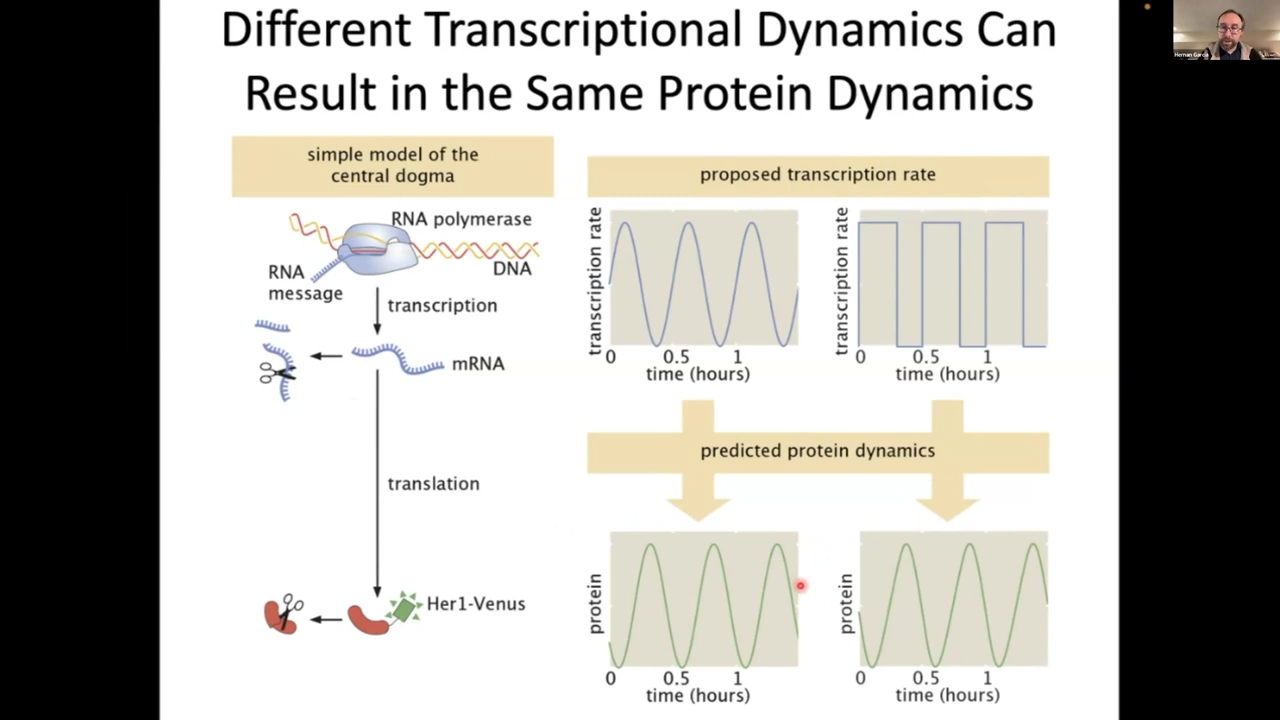 Different Transcriptional Dynamics Can
Result in the Same Protein Dynamics
simple model of the
central dogma
RNA polymerase
DNA
RNA
message
transcription
mRNA
translation
Her1-Venus
proposed transcription rate
transcription rate
0 0.5 1
time (hours)
transcription rate
0 0.5 1
time (hours)
predicted protein dynamics
protein
0 0.5 1
time (hours)
protein
0 0.5 1
time (hours)
Hernan Garcia